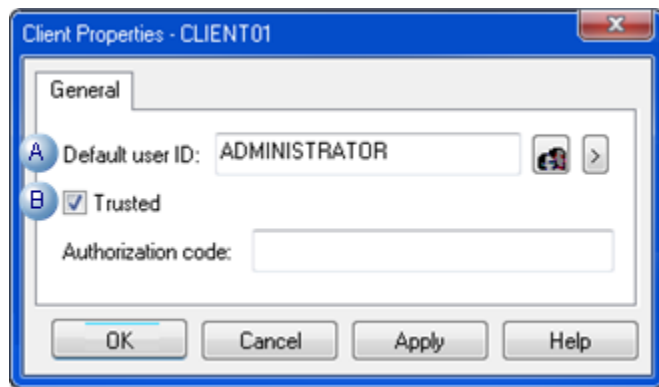 Client Properties - CLIENT01
General
A Default user ID: ADMINISTRATOR >
B Trusted
Authorization code:
OK Cancel Apply Help